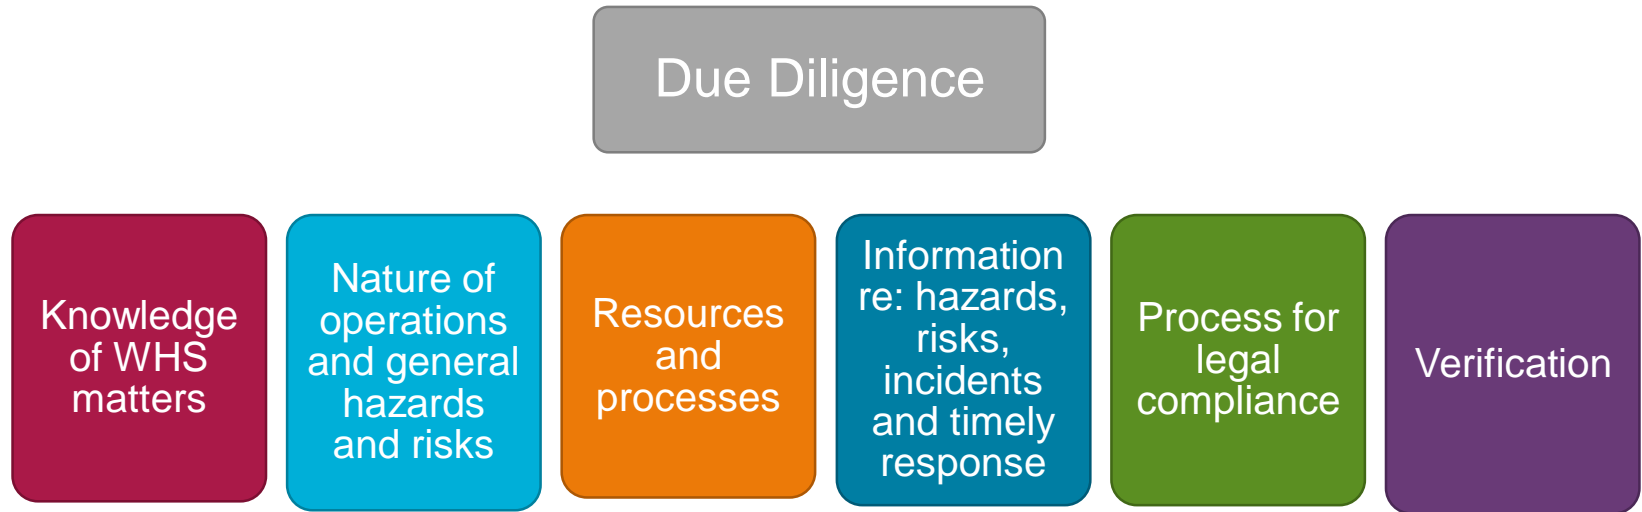 Due Diligence
Knowledge
of WHS
matters
Nature of
operations
and general
hazards
and risks
Resources
and
processes
Information
re: hazards,
risks,
incidents
and timely
response
Process for
legal
compliance
Verification